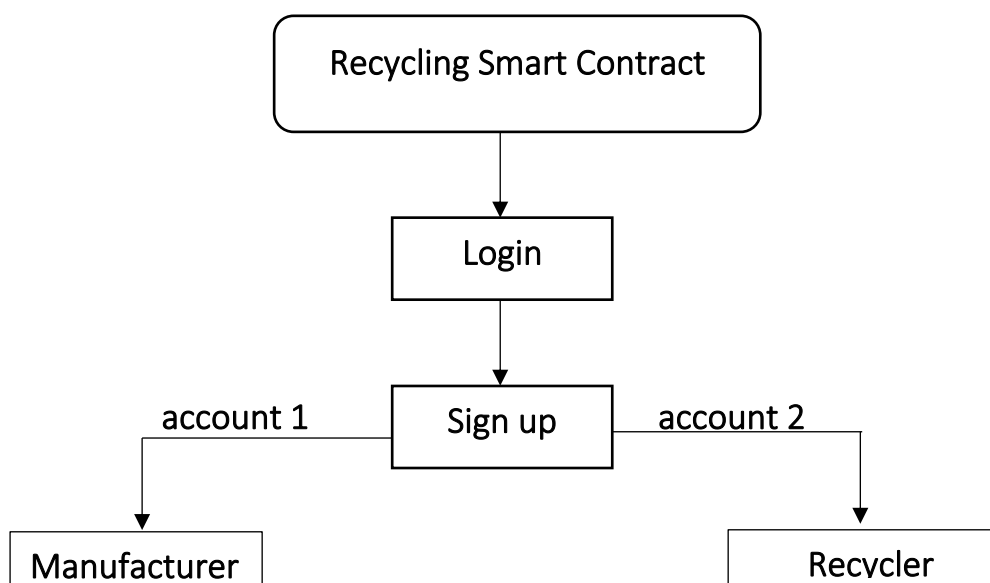 Recycling Smart Contract
Login
Sign up
account 1
account 2
Manufacturer
Recycler